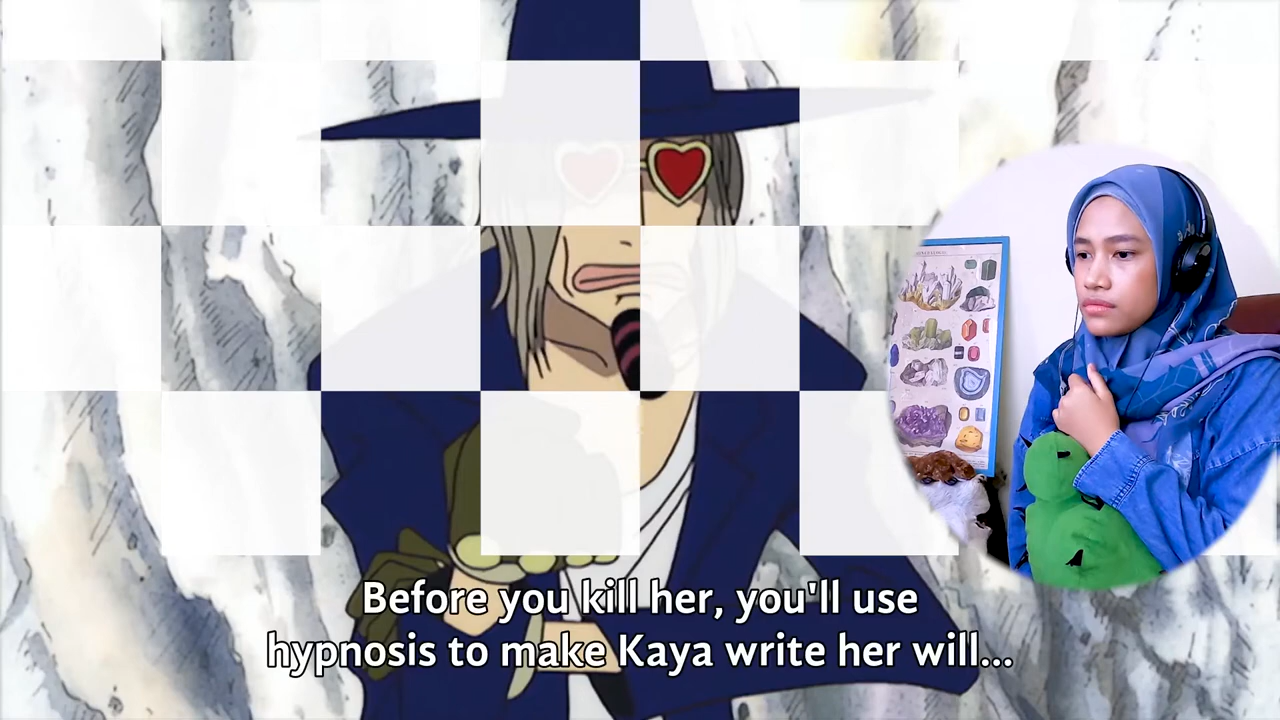 Before you kill her, you'll use
hypnosis to make Kaya write her will...